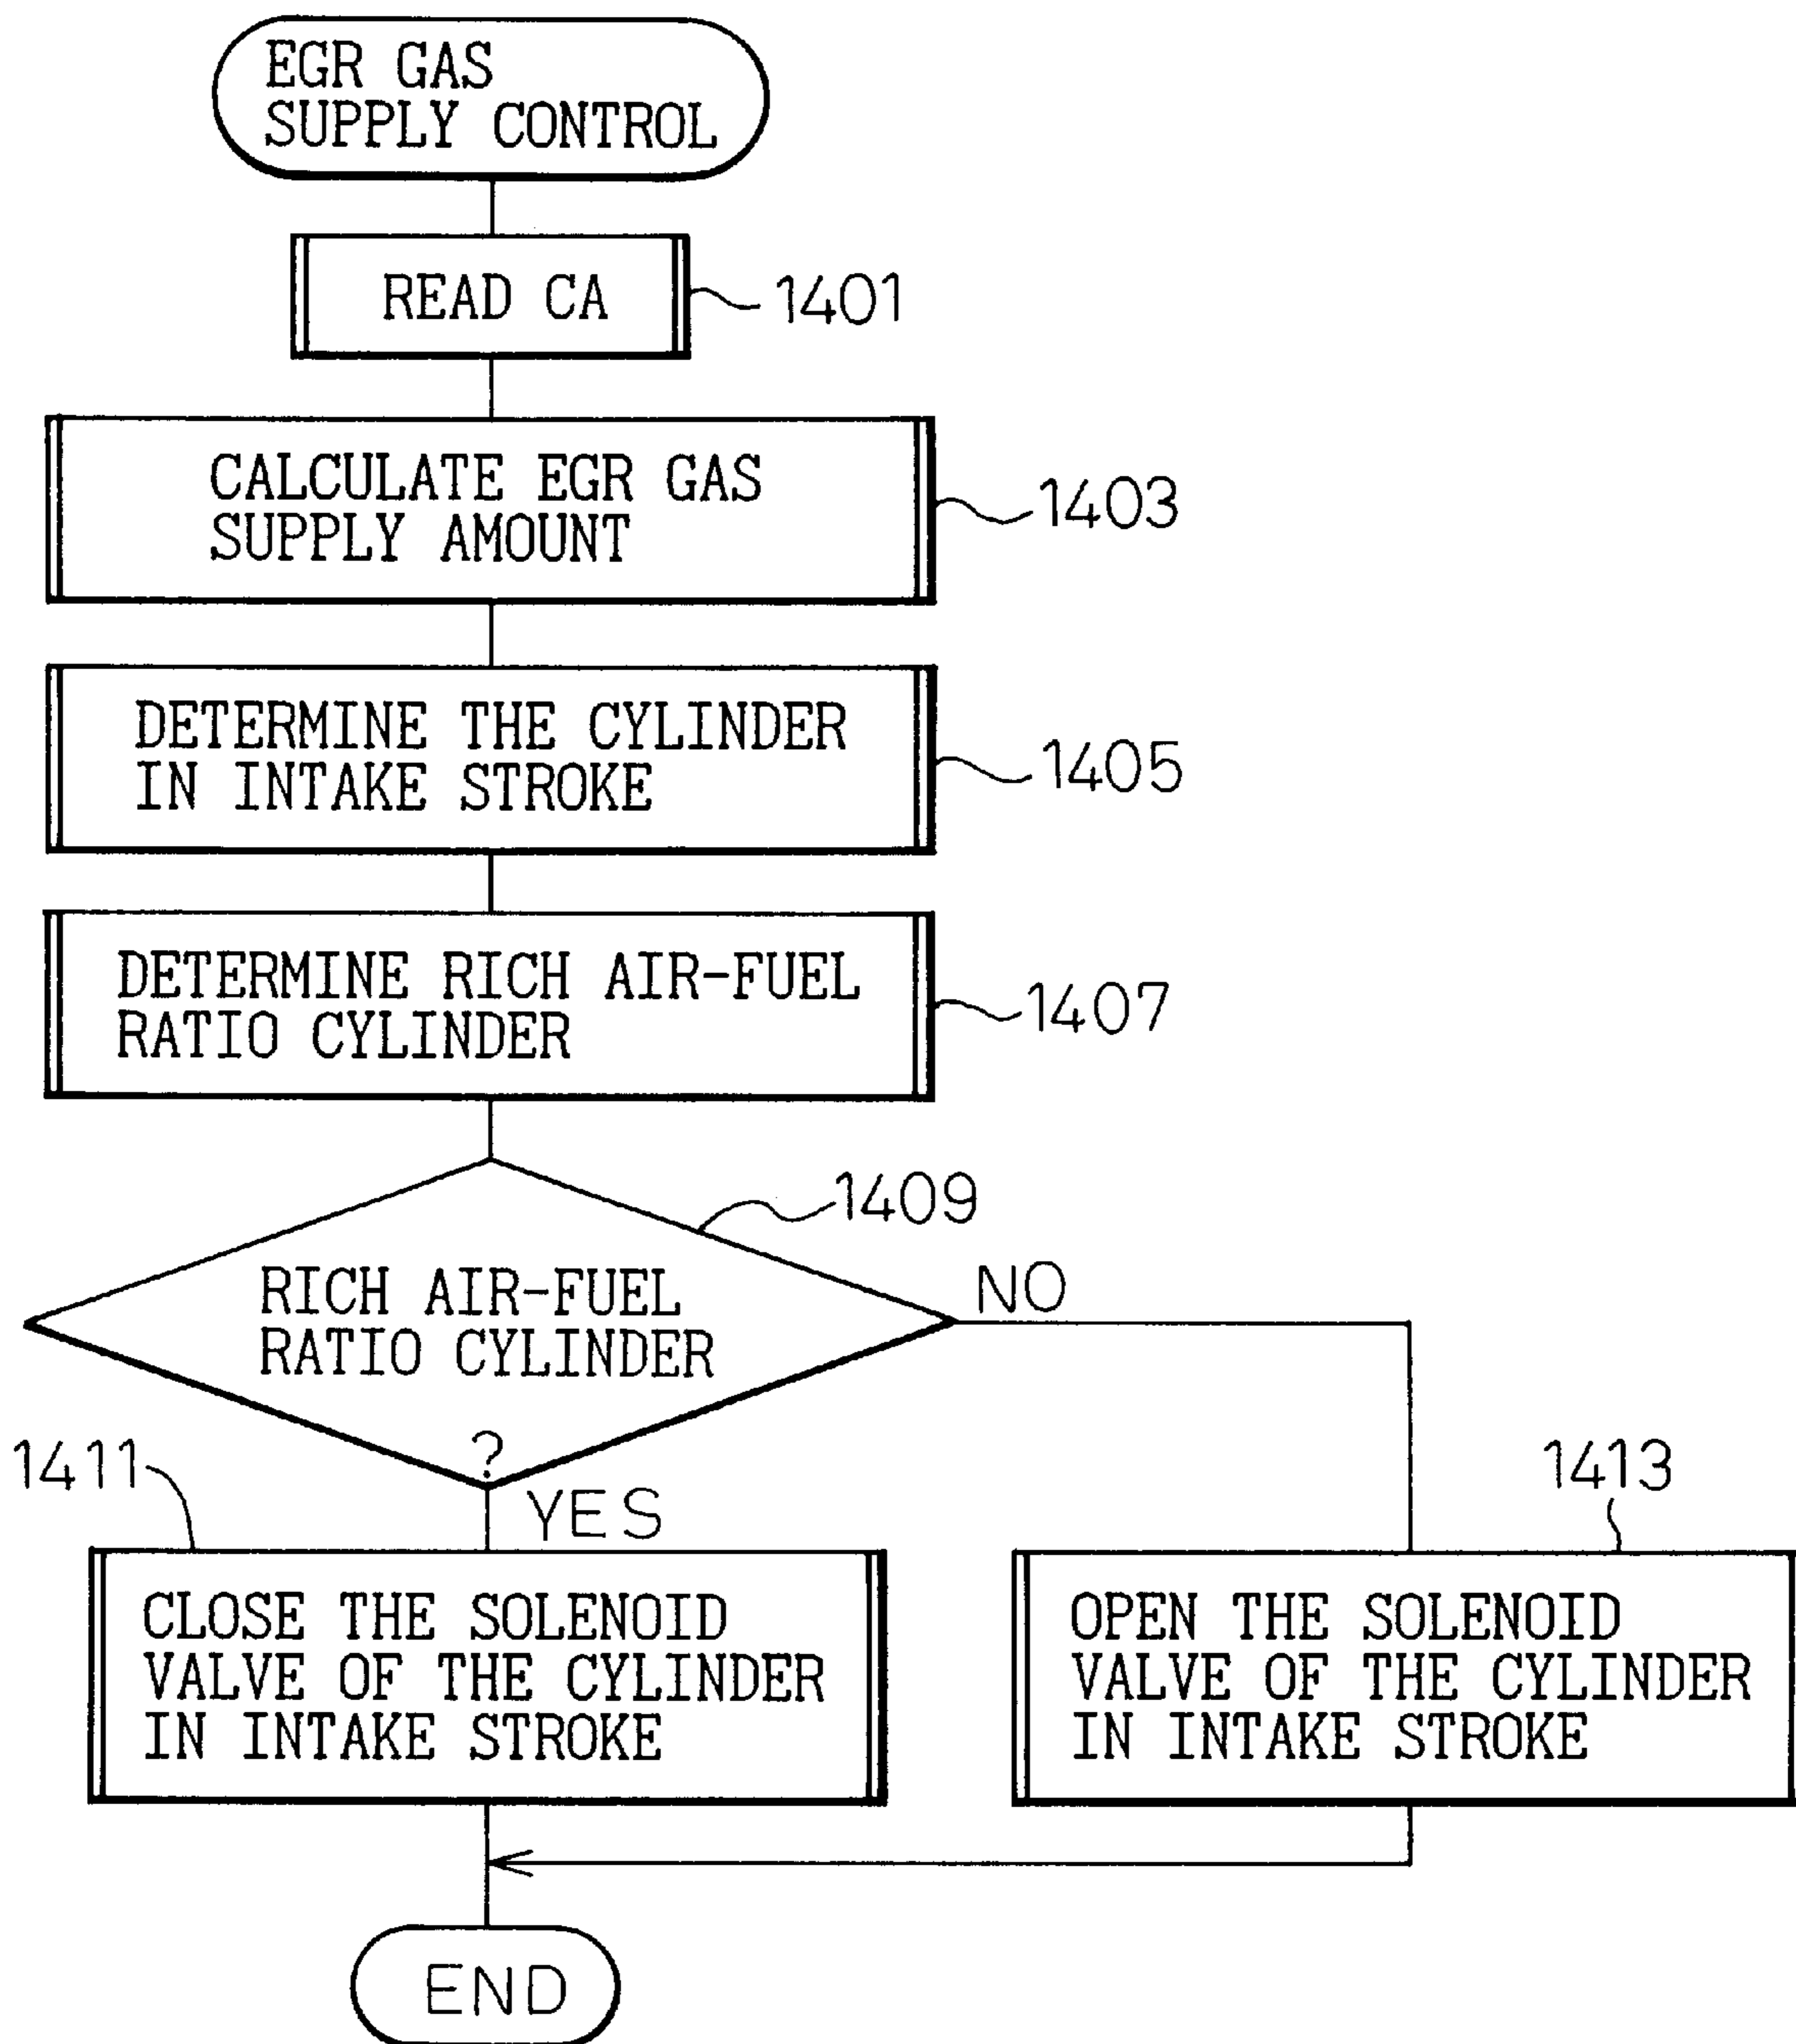 EGR GAS
SUPPLY CONTROL
READ CA
1401
CALCULATE EGR GAS
SUPPLY AMOUNT
1403
DETERMINE THE CYLINDER
IN INTAKE STROKE
1405
DETERMINE RICH AIR-FUEL
RATIO CYLINDER
1407
1409
RICH AIR-FUEL
RATIO CYLINDER
?
NO
YES
1411
CLOSE THE SOLENOID
VALVE OF THE CYLINDER
IN INTAKE STROKE
1413
OPEN THE SOLENOID
VALVE OF THE CYLINDER
IN INTAKE STROKE
END